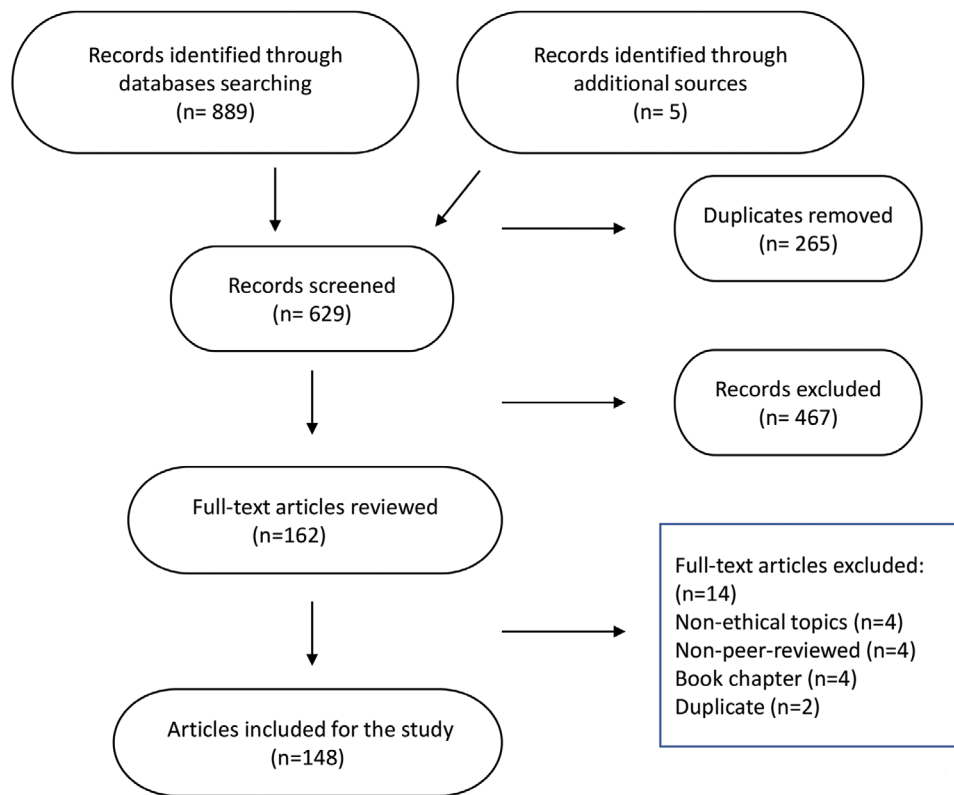 Records identified through
databases searching
(n= 889)
Records identified through
additional sources
(n= 5)
Duplicates removed
(n= 265)
Records screened
(n= 629)
Records excluded
(n= 467)
Full-text articles reviewed
(n=162)
Full-text articles excluded:
(n=14)
Non-ethical topics (n=4)
Non-peer-reviewed (n=4)
Book chapter (n=4)
Duplicate (n=2)
Articles included for the study
(n=148)